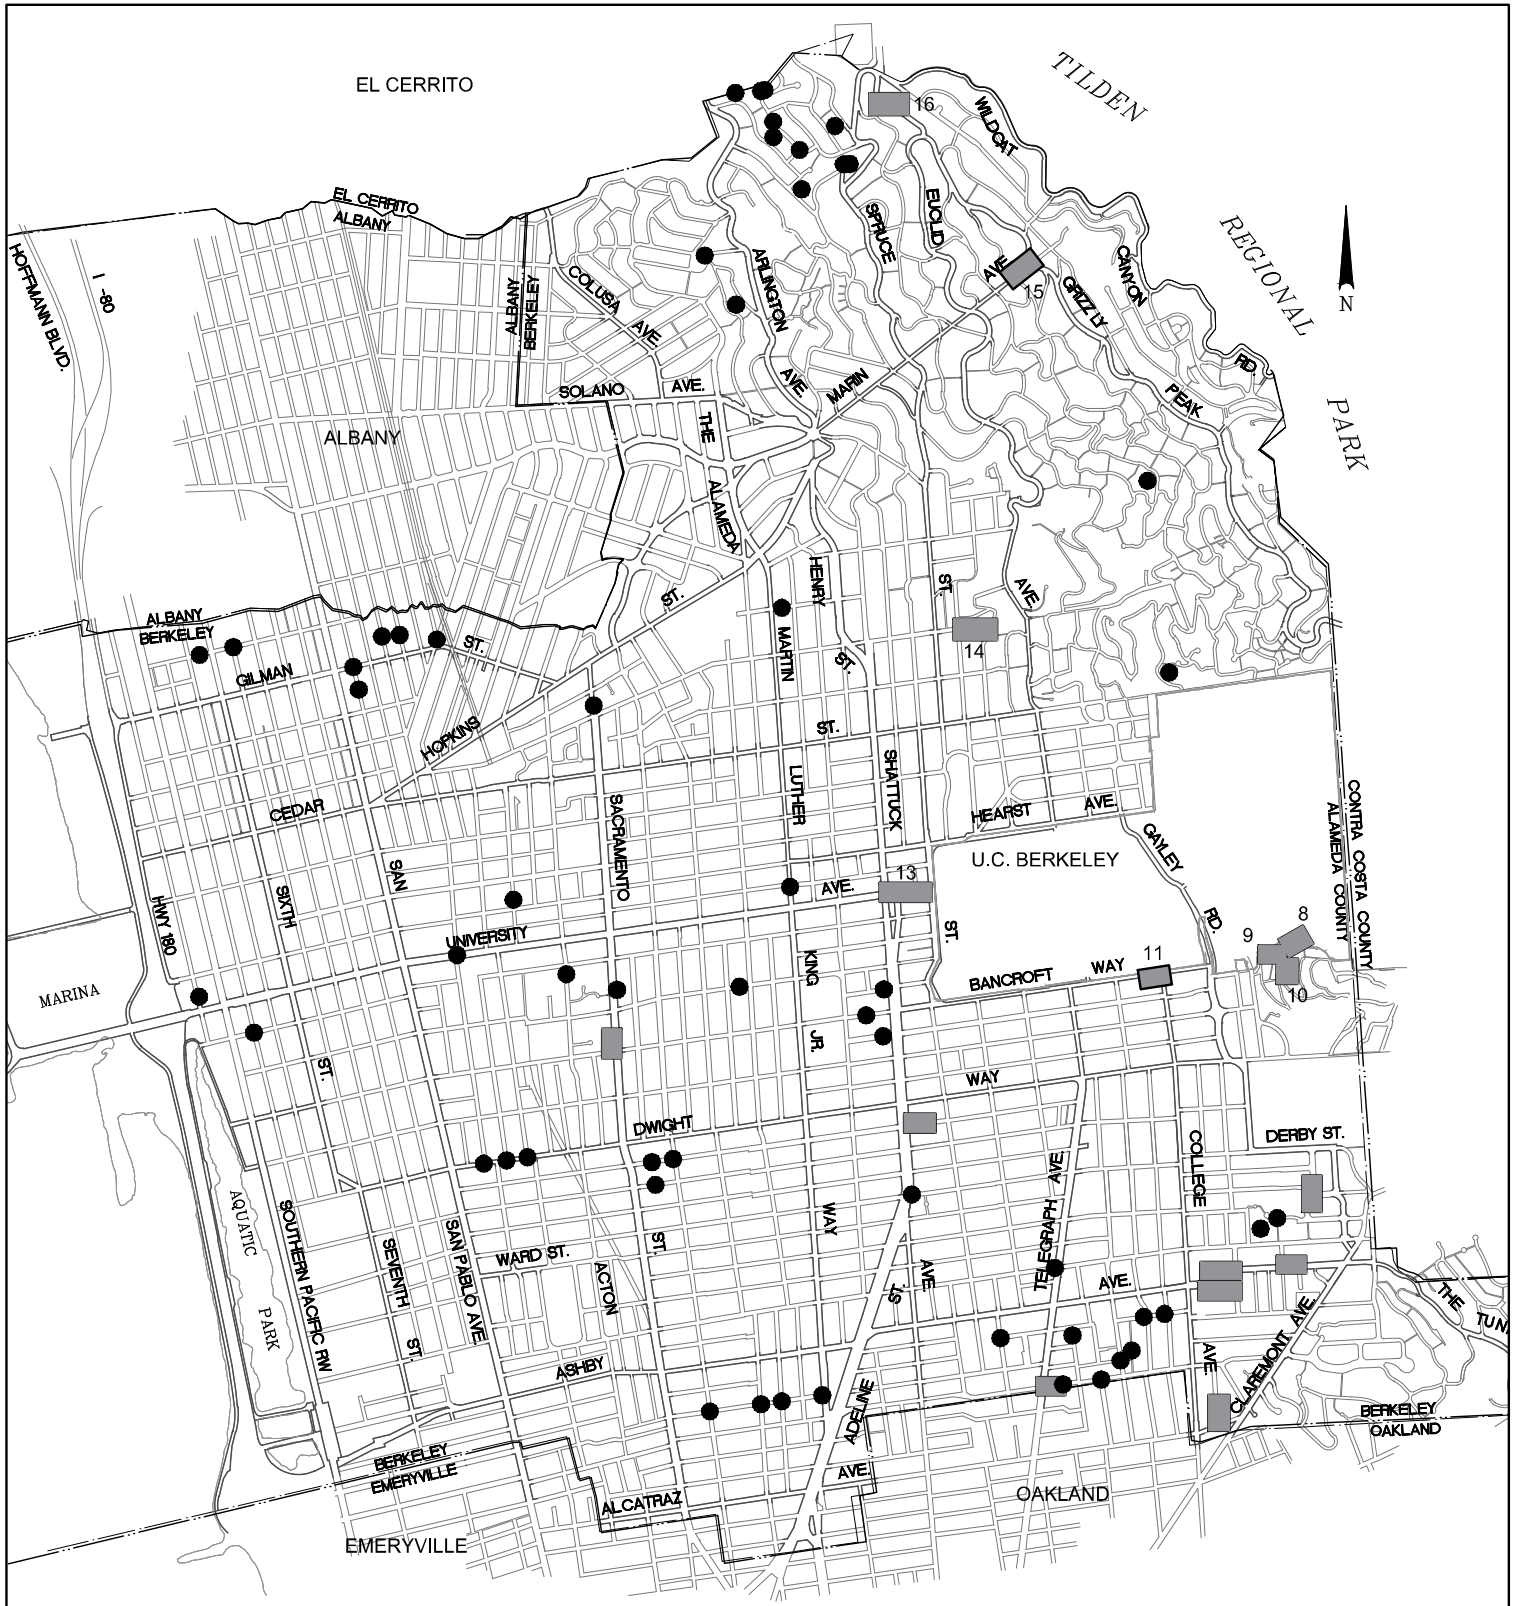 EL CERRITO
TILDEN
WILDCAT
16
EL CERRITO
ALBANY
REGIONAL
HOFFMANN BLVD.
I -80
SPRUCE
EUCLID
CANYON
ALBANY
BERKELEY
COLUSA
AVE.
ARLINGTON
AVE.
15
GRIZZLY
N
RD.
SOLANO
AVE.
AVE.
MARIN
PEAK
PARK
ALBANY
THE
ALAMEDA
HENRY
ST.
ST.
AVE.
ALBANY
BERKELEY
GILMAN
ST.
MARTIN
ST.
14
HOPKINS
ST.
CEDAR
SAN
SACRAMENTO
LUTHER
SHATTUCK
HEARST
AVE.
GAYLEY
CONTRA COSTA COUNTY
ALAMEDA COUNTY
U.C. BERKELEY
13
AVE.
HWY 180
SIXTH
UNIVERSITY
ST.
RD.
8
9
10
KING
BANCROFT
WAY
11
MARINA
ST.
JR.
WAY
DWIGHT
DERBY ST.
COLLEGE
AQUATIC
PARK
SOUTHERN PACIFIC RW
SEVENTH
ST.
SAN PABLO AVE
WARD ST.
ACTON
ST.
WAY
ST.
AVE.
TELEGRAPH
AVE.
AVE.
THE
TUN
ASHBY
ADELINE
AVE.
CLAREMONT AVE.
BERKELEY
OAKLAND
BERKELEY
EMERYVILLE
AVE.
ALCATRAZ
OAKLAND
EMERYVILLE